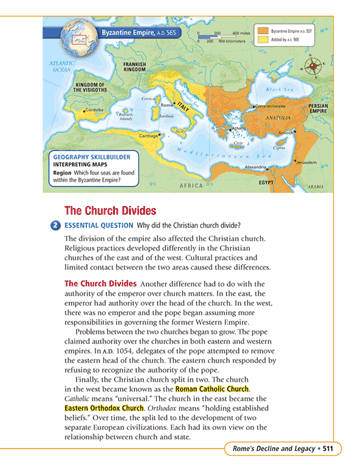 Byzantine Empire, A.D. 565
0 200 400 miles
0 200 400 kilometers
Byzantine Empire A.D. 527
Added by A.D. 565
ATLANTIC
OCEAN
FRANKISH
KINGDOM
KINGDOM OF
THE VISIGOTHS
Córdoba
Balearic
Islands
Corsica
Sardinia
Rome
ITALY
Carthage
Black Sea
Constantinople
PERSIAN
EMPIRE
ANATOLIA
Athens
Antioch
Crete
Cyprus
Mediterranean Sea
Jerusalem
Alexandria
AFRICA
EGYPT
ARABIA
GEOGRAPHY SKILLBUILDER
INTERPRETING MAPS
Region Which four seas are found
within the Byzantine Empire?
The Church Divides
2 ESSENTIAL QUESTION Why did the Christian church divide?
The division of the empire also affected the Christian church.
Religious practices developed differently in the Christian
churches of the east and of the west. Cultural practices and
limited contact between the two areas caused these differences.
The Church Divides Another difference had to do with the
authority of the emperor over church matters. In the east, the
emperor had authority over the head of the church. In the west,
there was no emperor and the pope began assuming more
responsibilities in governing the former Western Empire.
Problems between the two churches began to grow. The pope
claimed authority over the churches in both eastern and western
empires. In A.D. 1054, delegates of the pope attempted to remove
the eastern head of the church. The eastern church responded by
refusing to recognize the authority of the pope.
Finally, the Christian church split in two. The church
in the west became known as the Roman Catholic Church.
Catholic means “universal.” The church in the east became the
Eastern Orthodox Church. Orthodox means “holding established
beliefs.” Over time, the split led to the development of two
separate European civilizations. Each had its own view on the
relationship between church and state.
Rome's Decline and Legacy • 511